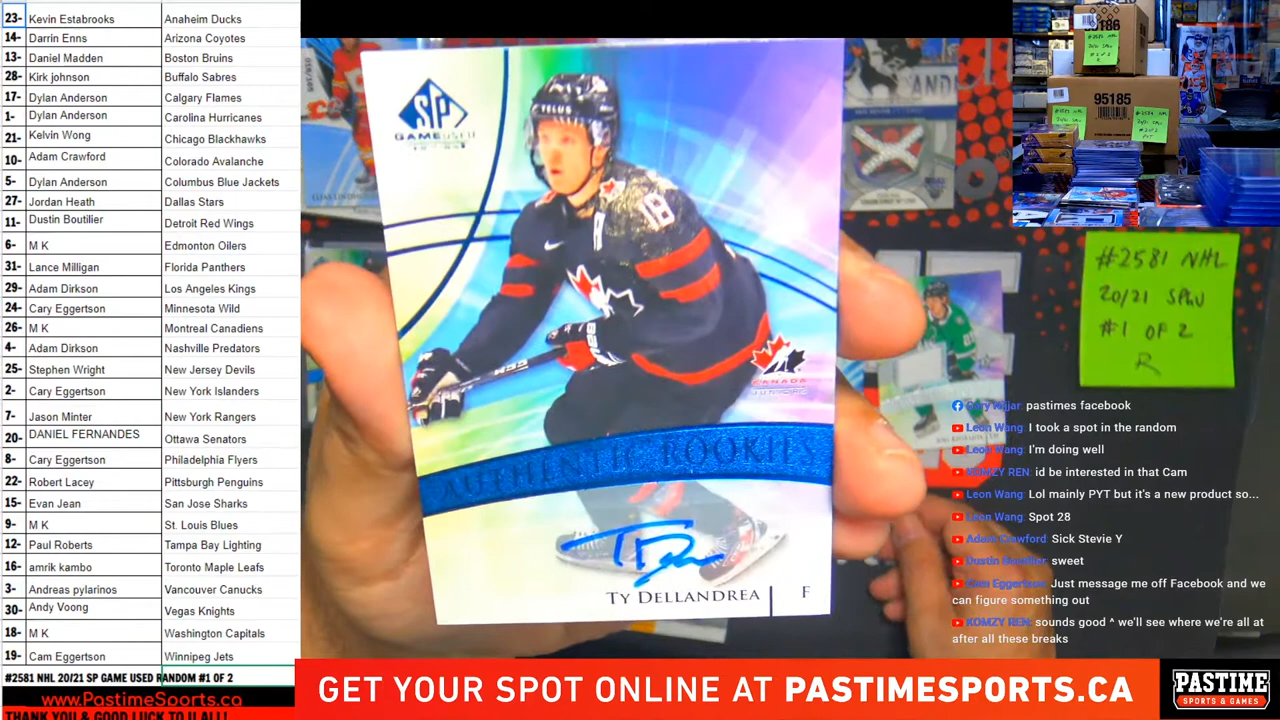 23- Kevin Estabrooks Anaheim Ducks
14- Darrin Enns Arizona Coyotes
13- Daniel Madden Boston Bruins
28- Kirk johnson Buffalo Sabres
17- Dylan Anderson Calgary Flames
1- Dylan Anderson Carolina Hurricanes
21- Kelvin Wong Chicago Blackhawks
10- Adam Crawford Colorado Avalanche
5- Dylan Anderson Columbus Blue Jackets
27- Jordan Heath Dallas Stars
11- Dustin Boutilier Detroit Red Wings
6- M K Edmonton Oilers
31- Lance Milligan Florida Panthers
29- Adam Dirkson Los Angeles Kings
24- Cary Eggertson Minnesota Wild
26- M K Montreal Canadiens
4- Adam Dirkson Nashville Predators
25- Stephen Wright New Jersey Devils
2- Cary Eggertson New York Islanders
7- Jason Minter New York Rangers
20- DANIEL FERNANDES Ottawa Senators
8- Cary Eggertson Philadelphia Flyers
22- Robert Lacey Pittsburgh Penguins
15- Evan Jean San Jose Sharks
9- M K St. Louis Blues
12- Paul Roberts Tampa Bay Lighting
16- amrik kambo Toronto Maple Leafs
3- Andreas pylarinos Vancouver Canucks
30- Andy Voong Vegas Knights
18- M K Washington Capitals
19- Cam Eggertson Winnipeg Jets
#2581 NHL 20/21 SP GAME USED RANDOM #1 OF 2
www.PastimeSports.ca
THANK YOU & GOOD LUCK TO U ALL!
SP
GAME USED
EDITION
TELUS
18
CANADA
JUNIORS
AUTHENTIC ROOKIES
TY DELLANDREA F
95186
95185
#2581 NHL
20/21 SPGU
#1 OF 2
R
pastimes facebook
Leon Wang: I took a spot in the random
Leon Wang: I'm doing well
KOMZY REN: id be interested in that Cam
Leon Wang: Lol mainly PYT but it's a new product so...
Leon Wang: Spot 28
Adam Crawford: Sick Stevie Y
Dustin Boutilier: sweet
Cam Eggertson: Just message me off Facebook and we
can figure something out
KOMZY REN: sounds good ^ we'll see where we're all at
after all these breaks
GET YOUR SPOT ONLINE AT PASTIMESPORTS.CA
PASTIME
SPORTS & GAMES